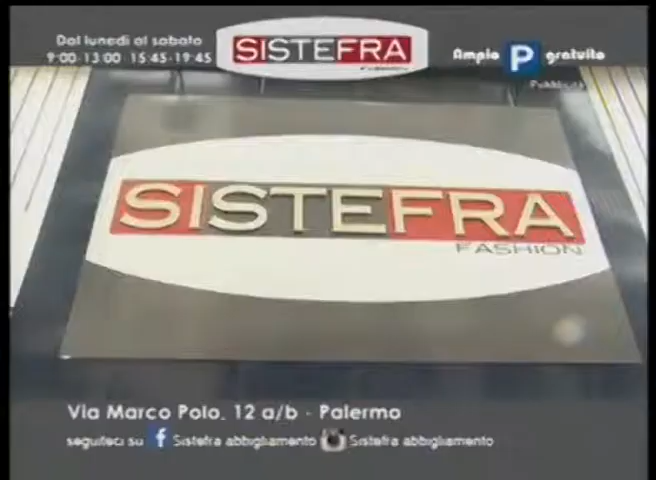 Dal lunedì al sabato
9:00-13:00 15:45-19:45
SISTEFRA
FASHION
Ampio P gratuito
Pubblicità
SISTEFRA
FASHION
Via Marco Polo, 12 a/b - Palermo
seguiteci su f Sistefra abbigliamento Sistefra abbigliamento